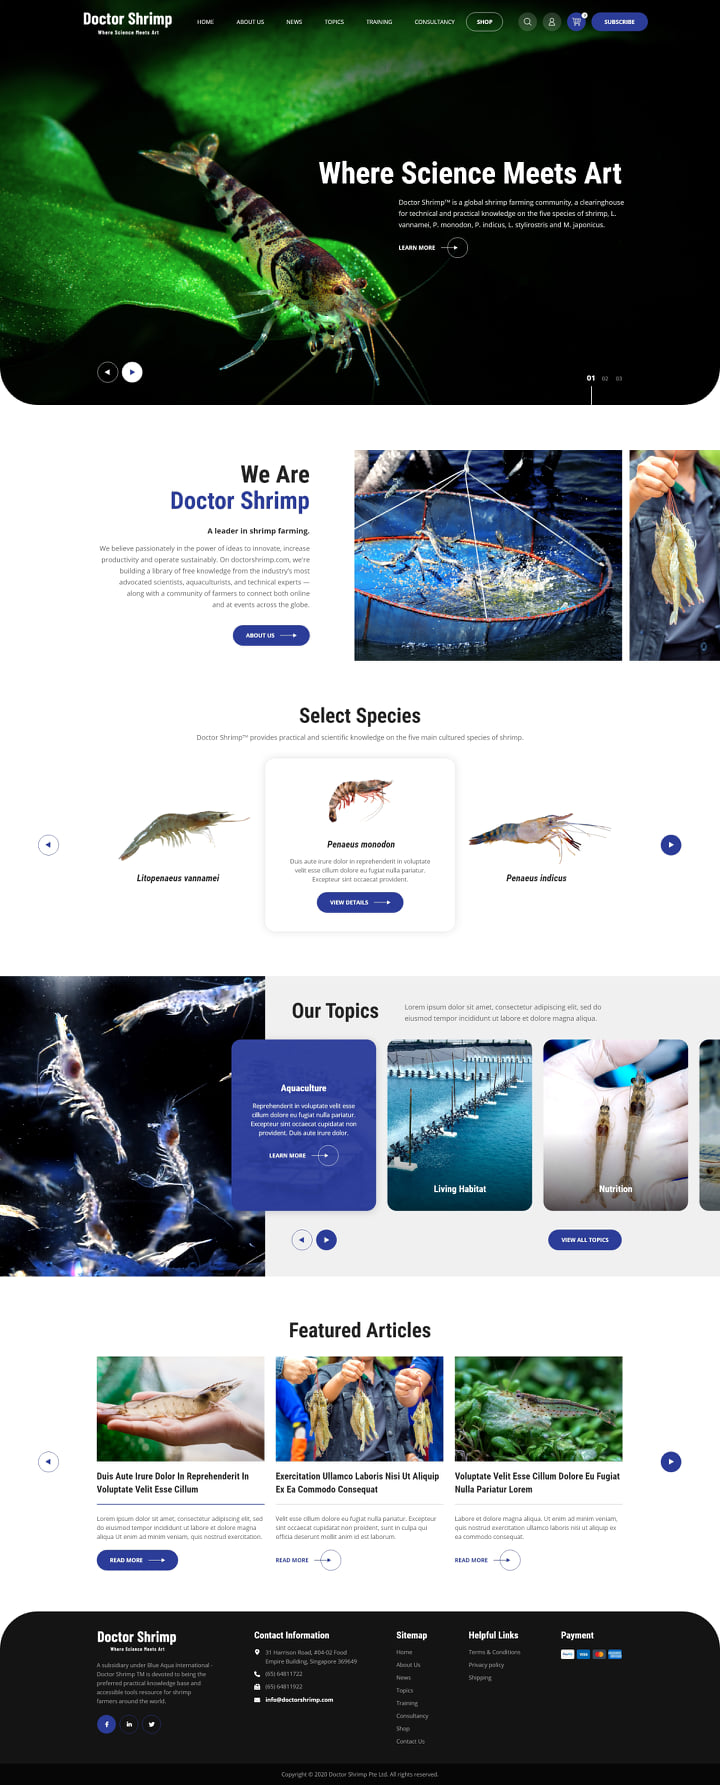 Doctor Shrimp
Where Science Meets Art
HOME
ABOUT US
NEWS
TOPICS
TRAINING
CONSULTANCY
SHOP
SUBSCRIBE
Where Science Meets Art
Doctor Shrimp™ is a global shrimp farming community, a clearinghouse
for technical and practical knowledge on the five species of shrimp, L.
vannamei, P. monodon, P. indicus, L. stylirostris and M. japonicus.
LEARN MORE
01 02 03
We Are
Doctor Shrimp
A leader in shrimp farming.
We believe passionately in the power of ideas to innovate, increase
productivity and operate sustainably. On doctorshrimp.com, we're
building a library of free knowledge from the industry's most
advocated scientists, aquaculturists, and technical experts —
along with a community of farmers to connect both online
and at events across the globe.
ABOUT US
Select Species
Doctor Shrimp™ provides practical and scientific knowledge on the five main cultured species of shrimp.
Litopenaeus vannamei
Penaeus monodon
Duis aute irure dolor in reprehenderit in voluptate
velit esse cillum dolore eu fugiat nulla pariatur.
Excepteur sint occaecat provident.
VIEW DETAILS
Penaeus indicus
Our Topics
Lorem ipsum dolor sit amet, consectetur adipiscing elit, sed do
eiusmod tempor incididunt ut labore et dolore magna aliqua.
Aquaculture
Reprehenderit in voluptate velit esse
cillum dolore eu fugiat nulla pariatur.
Excepteur sint occaecat cupidatat non
provident. Duis aute irure dolor.
LEARN MORE
Living Habitat
Nutrition
VIEW ALL TOPICS
Featured Articles
Duis Aute Irure Dolor In Reprehenderit In
Voluptate Velit Esse Cillum
Lorem ipsum dolor sit amet, consectetur adipiscing elit, sed
do eiusmod tempor incididunt ut labore et dolore magna
aliqua Ut enim ad minim veniam, quis nostrud exercitation.
READ MORE
Exercitation Ullamco Laboris Nisi Ut Aliquip
Ex Ea Commodo Consequat
Velit esse cillum dolore eu fugiat nulla pariatur. Excepteur
sint occaecat cupidatat non proident, sunt in culpa qui
officia deserunt mollit anim id est laborum.
READ MORE
Voluptate Velit Esse Cillum Dolore Eu Fugiat
Nulla Pariatur Lorem
Labore et dolore magna aliqua. Ut enim ad minim veniam,
quis nostrud exercitation ullamco laboris nisi ut aliquip ex
ea commodo consequat.
READ MORE
Doctor Shrimp
Where Science Meets Art
A subsidiary under Blue Aqua International -
Doctor Shrimp TM is devoted to being the
preferred practical knowledge base and
accessible tools resource for shrimp
farmers around the world.
Contact Information
31 Harrison Road, #04-02 Food
Empire Building, Singapore 369649
(65) 64811722
(65) 64811922
info@doctorshrimp.com
Sitemap
Home
About Us
News
Topics
Training
Consultancy
Shop
Contact Us
Helpful Links
Terms & Conditions
Privacy policy
Shipping
Payment
VISA
Copyright © 2020 Doctor Shrimp Pte Ltd. All rights reserved.